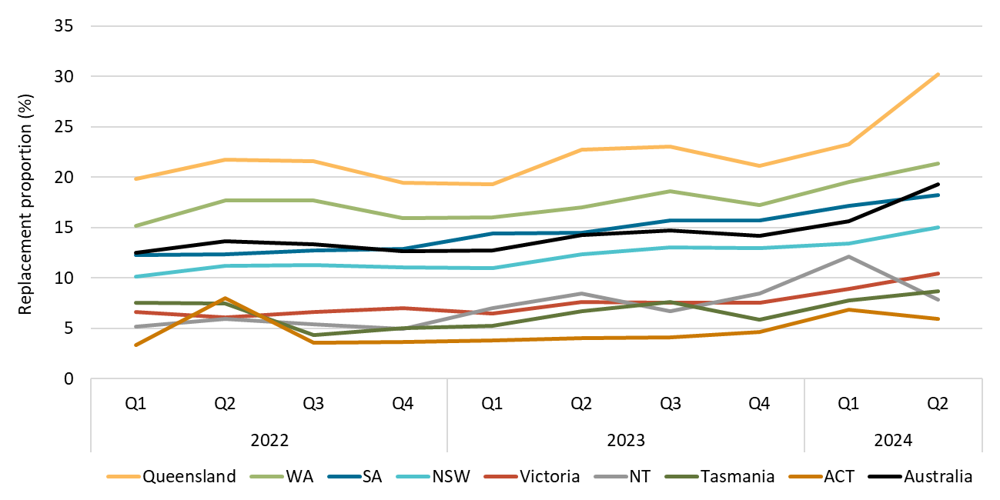 Replacement proportion (%)
35
30
25
20
15
10
5
0
Q1 Q2 Q3 Q4 Q1 Q2 Q3 Q4 Q1 Q2
2022 2023 2024
Queensland WA SA NSW Victoria NT Tasmania ACT Australia